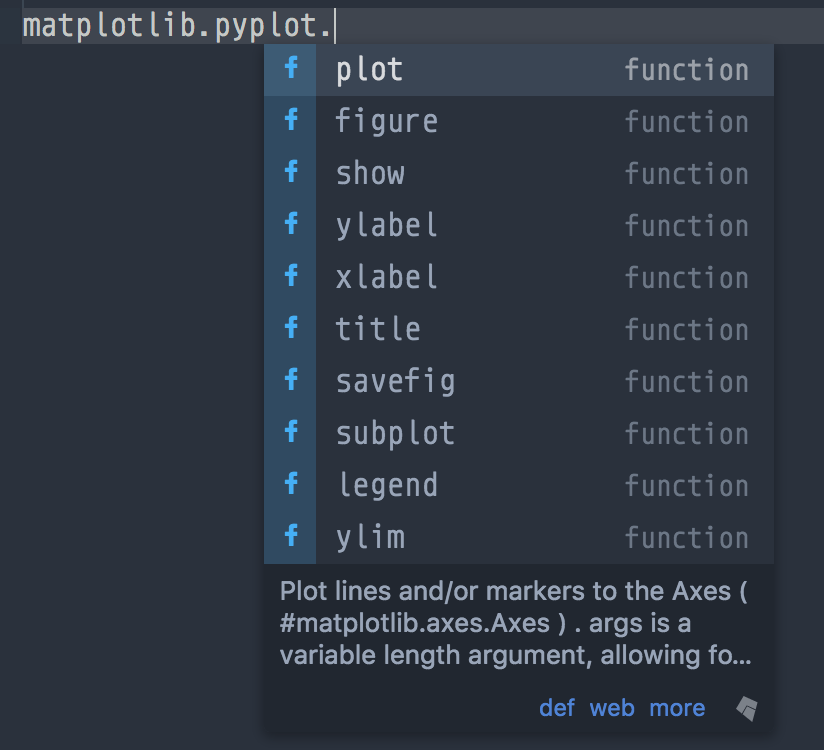 matplotlib.pyplot.
f plot function
f figure function
f show function
f ylabel function
f xlabel function
f title function
f savefig function
f subplot function
f legend function
f ylim function
Plot lines and/or markers to the Axes (
#matplotlib.axes.Axes ) . args is a
variable length argument, allowing fo...
def web more